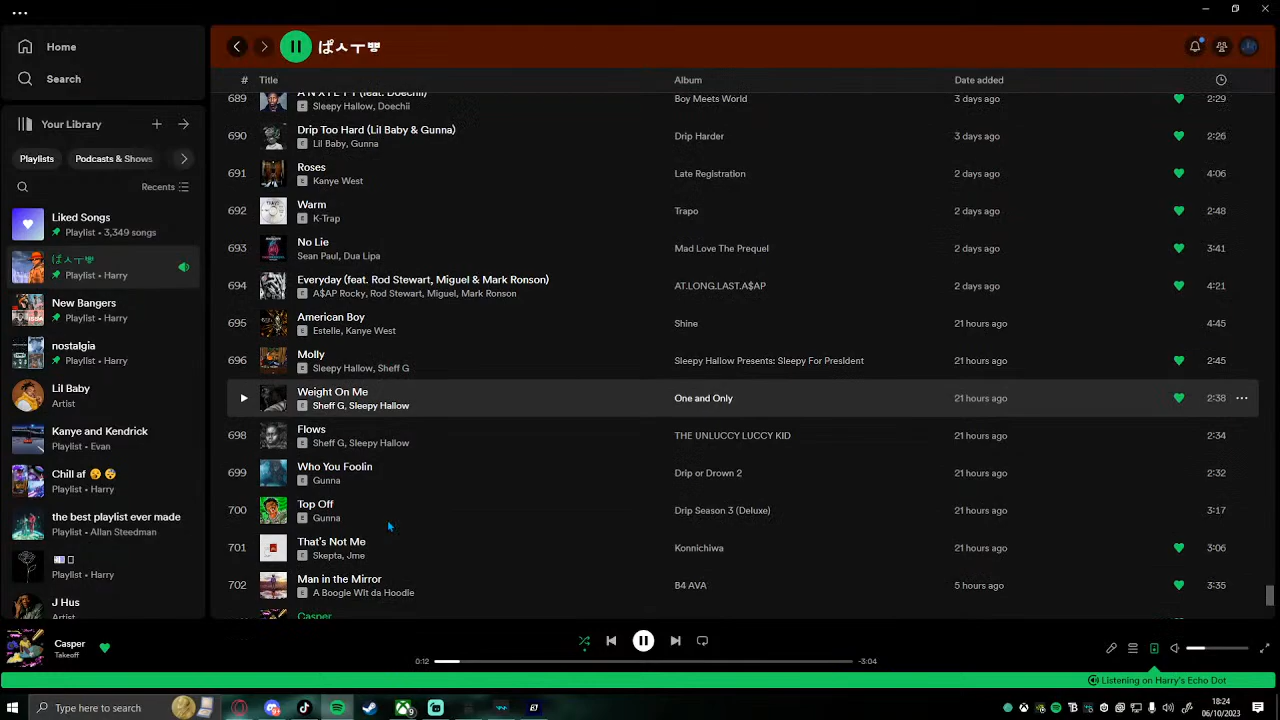 Home
Search
Your Library
Playlists
Podcasts & Shows
Recents
Liked Songs
Playlist • 3,349 songs
ぱㅅㅜ뿽
Playlist • Harry
New Bangers
Playlist • Harry
nostalgia
Playlist • Harry
Lil Baby
Artist
Kanye and Kendrick
Playlist • Evan
Chill af 😮‍💨 😮‍💨
Playlist • Harry
the best playlist ever made
Playlist • Allan Steedman
Playlist • Harry
J Hus
ぱㅅㅜ뿽
# Title Album Date added
689 A N X I E T Y (feat. Doechii) Boy Meets World 3 days ago 2:29
Sleepy Hallow, Doechii
690 Drip Too Hard (Lil Baby & Gunna) Drip Harder 3 days ago 2:26
E Lil Baby, Gunna
691 Roses Late Registration 2 days ago 4:06
E Kanye West
692 Warm Trapo 2 days ago 2:48
E K-Trap
693 No Lie Mad Love The Prequel 2 days ago 3:41
Sean Paul, Dua Lipa
694 Everyday (feat. Rod Stewart, Miguel & Mark Ronson) AT.LONG.LAST.A$AP 2 days ago 4:21
E A$AP Rocky, Rod Stewart, Miguel, Mark Ronson
695 American Boy Shine 21 hours ago 4:45
E Estelle, Kanye West
696 Molly Sleepy Hallow Presents: Sleepy For President 21 hours ago 2:45
E Sleepy Hallow, Sheff G
Weight On Me One and Only 21 hours ago 2:38
E Sheff G, Sleepy Hallow
698 Flows THE UNLUCCY LUCCY KID 21 hours ago 2:34
E Sheff G, Sleepy Hallow
699 Who You Foolin Drip or Drown 2 21 hours ago 2:32
E Gunna
700 Top Off Drip Season 3 (Deluxe) 21 hours ago 3:17
E Gunna
701 That's Not Me Konnichiwa 21 hours ago 3:06
E Skepta, Jme
702 Man in the Mirror B4 AVA 5 hours ago 3:35
E A Boogie Wit da Hoodie
Casper
Casper
Takeoff
0:12 -3:04
Listening on Harry's Echo Dot
Type here to search
18:24
06/10/2023